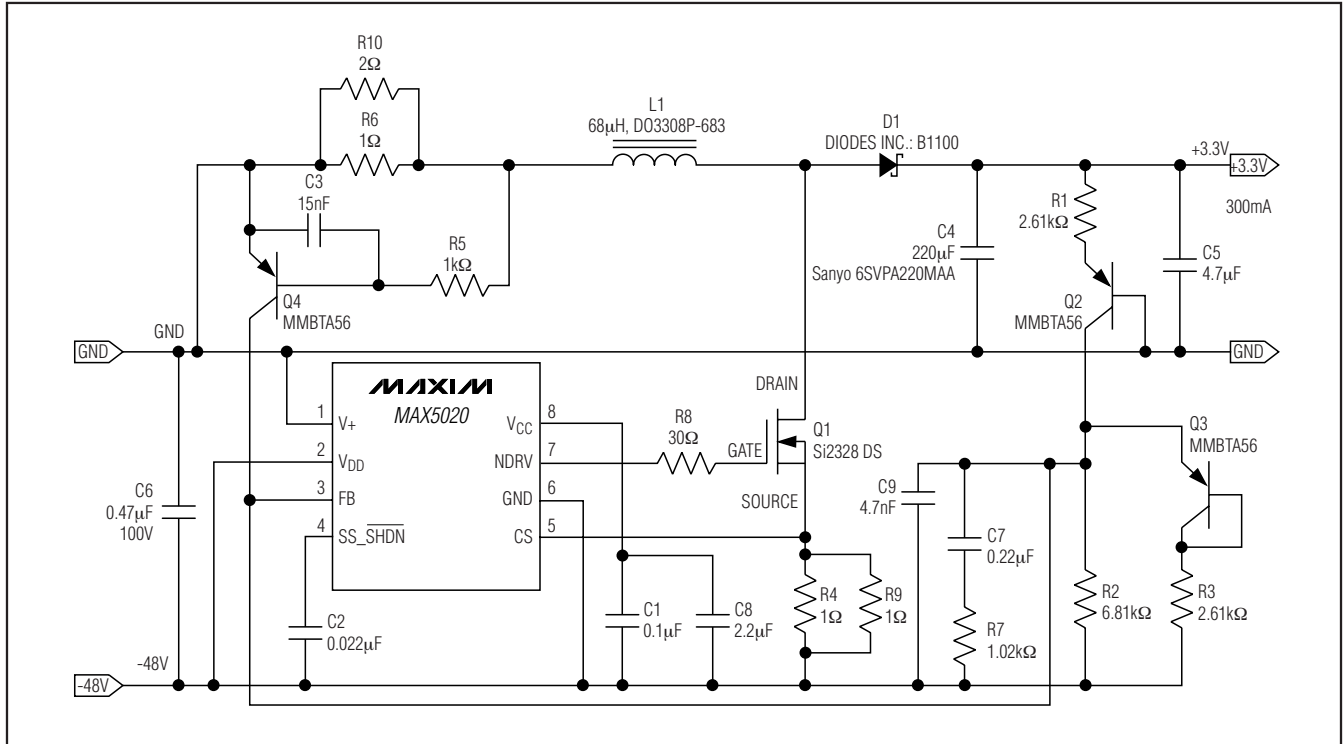 R10
2Ω
R6
1Ω
C3
15nF
R5
1kΩ
Q4
MMBTA56
L1
68µH, DO3308P-683
D1
DIODES INC.: B1100
+3.3V
+3.3V
300mA
R1
2.61kΩ
C4
220µF
Sanyo 6SVPA220MAA
C5
4.7µF
Q2
MMBTA56
GND
GND
GND
MAXIM
MAX5020
1 V+
2 VDD
3 FB
4 SS_SHDN
VCC 8
NDRV 7
GND 6
CS 5
R8
30Ω
DRAIN
GATE
SOURCE
Q1
Si2328 DS
Q3
MMBTA56
C6
0.47µF
100V
C9
4.7nF
C7
0.22µF
R7
1.02kΩ
R2
6.81kΩ
R3
2.61kΩ
R4
1Ω
R9
1Ω
C2
0.022µF
C1
0.1µF
C8
2.2µF
-48V
-48V